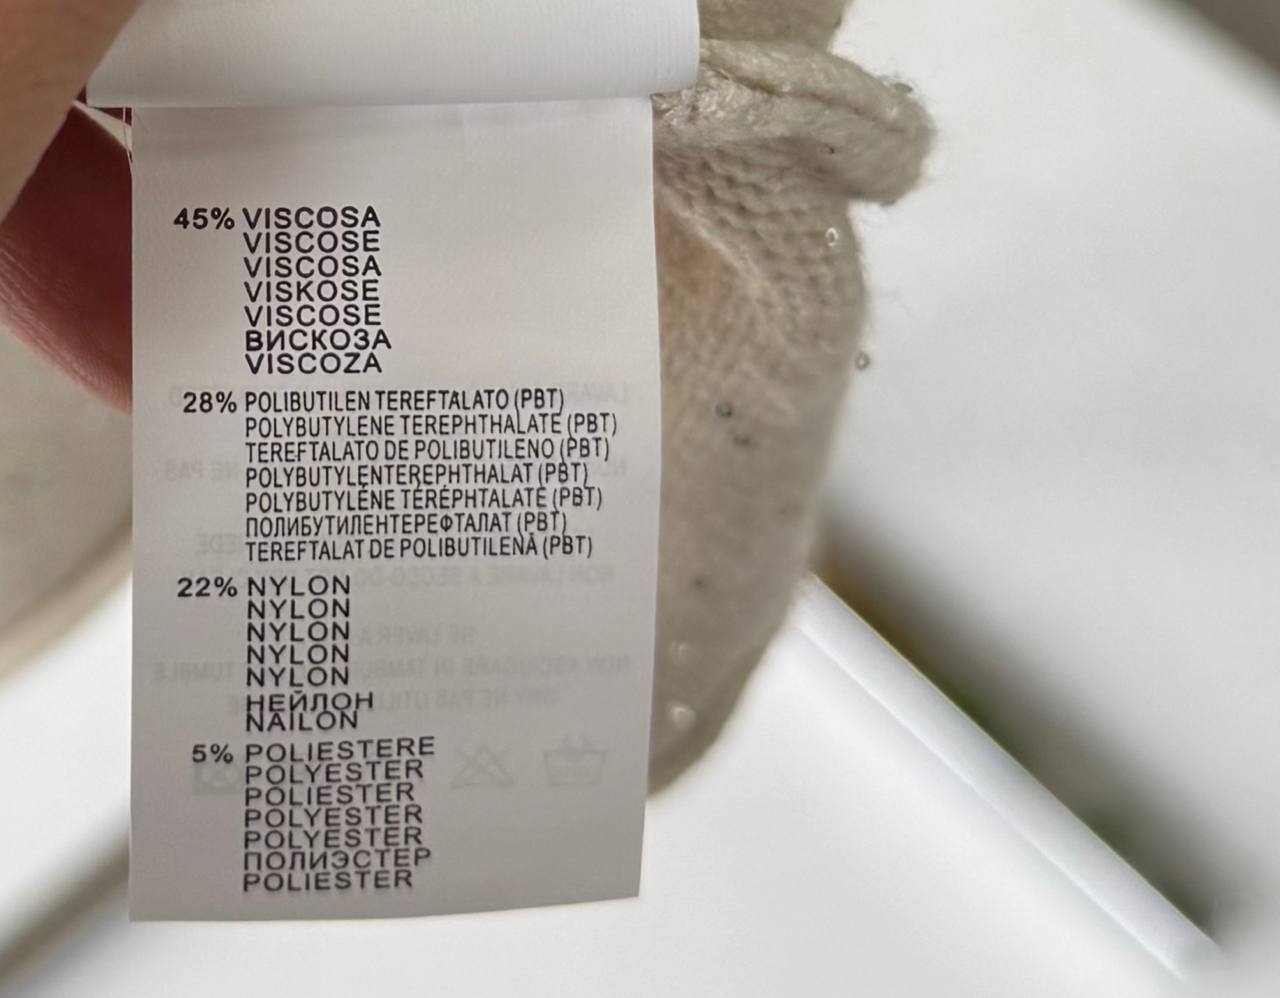 45% VISCOSA
VISCOSE
VISCOSA
VISKOSE
VISCOSE
ВИСКОЗА
VISCOZA
28% POLIBUTILEN TEREFTALATO (PBT)
POLYBUTYLENE TEREPHTHALATE (PBT)
TEREFTALATO DE POLIBUTILENO (PBT)
POLYBUTYLENTEREPHTHALAT (PBT)
POLYBUTYLÉNE TÉRÉPHTALATE (PBT)
ПОЛИБУТИЛЕНТЕРЕФТАЛАТ (PBT)
TEREFTALAT DE POLIBUTILENĂ (PBT)
22% NYLON
NYLON
NYLON
NYLON
NYLON
НЕЙЛОН
NAILON
5% POLIESTERE
POLYESTER
POLIESTER
POLYESTER
POLYESTER
ПОЛИЭСТЕР
POLIESTER